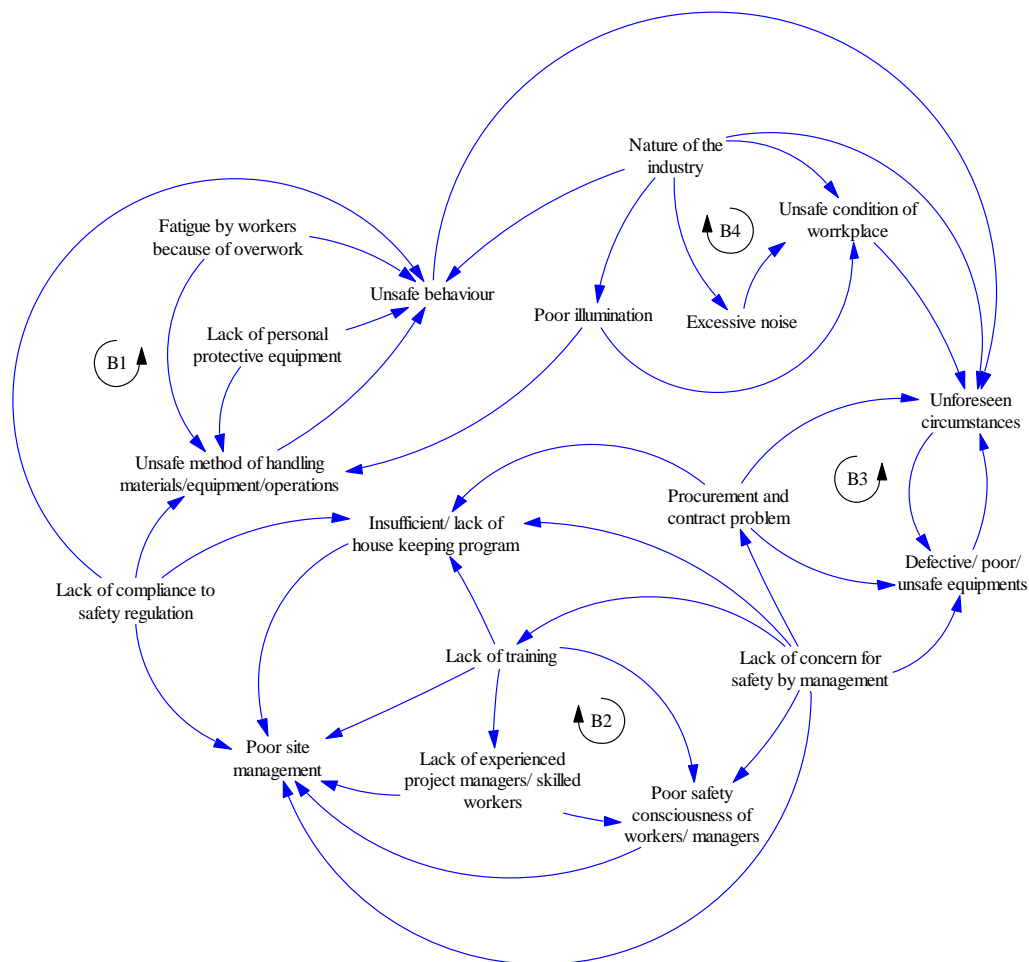 Nature of the
industry
Unsafe condition of
worrkplace
B4
Fatigue by workers
because of overwork
Unsafe behaviour
Poor illumination
Excessive noise
Lack of personal
protective equipment
B1
Unforeseen
circumstances
Unsafe method of handling
materials/equipment/operations
B3
Procurement and
contract problem
Insufficient/ lack of
house keeping program
Defective/ poor/
unsafe equipments
Lack of compliance to
safety regulation
Lack of training
Lack of concern for
safety by management
B2
Poor site
management
Lack of experienced
project managers/ skilled
workers
Poor safety
consciousness of
workers/ managers